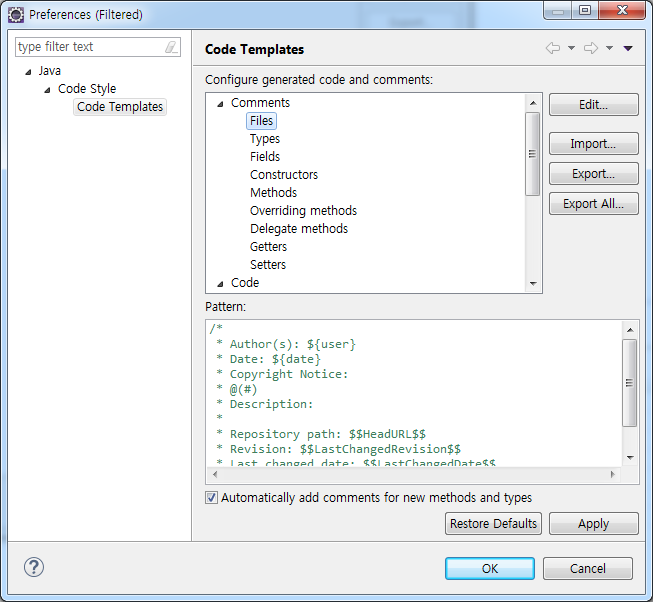 Preferences (Filtered)
type filter text
Java
Code Style
Code Templates
Code Templates
Configure generated code and comments:
Comments
Files
Types
Fields
Constructors
Methods
Overriding methods
Delegate methods
Getters
Setters
Code
Edit...
Import...
Export...
Export All...
Pattern:
/*
* Author(s): ${user}
* Date: ${date}
* Copyright Notice:
* @(#)
* Description:
*
* Repository path: $$HeadURL$$
* Revision: $$LastChangedRevision$$
* Last changed date: $$LastChangedDate$$
Automatically add comments for new methods and types
Restore Defaults
Apply
?
OK
Cancel